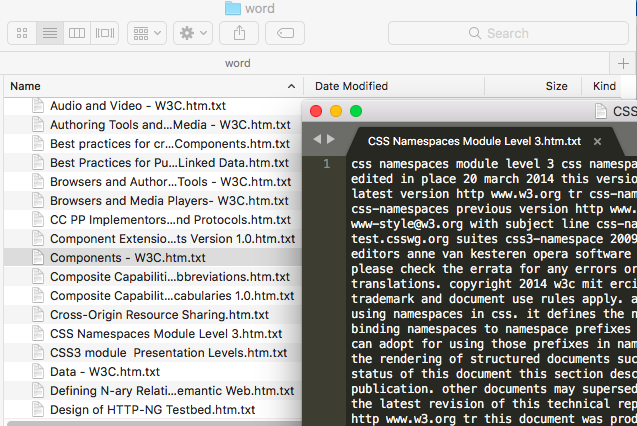 word
Search
word
+
Name
Date Modified
Size
Kind
Audio and Video - W3C.htm.txt
Authoring Tools and...Media - W3C.htm.txt
Best practices for cr...Components.htm.txt
Best Practices for Pu...Linked Data.htm.txt
Browsers and Author...Tools - W3C.htm.txt
Browsers and Media Players- W3C.htm.txt
CC PP Implementors...nd Protocols.htm.txt
Component Extensio...ts Version 1.0.htm.txt
Components - W3C.htm.txt
Composite Capabiliti...bbreviations.htm.txt
Composite Capabilit...cabularies 1.0.htm.txt
Cross-Origin Resource Sharing.htm.txt
CSS Namespaces Module Level 3.htm.txt
CSS3 module  Presentation Levels.htm.txt
Data - W3C.htm.txt
Defining N-ary Relati...emantic Web.htm.txt
Design of HTTP-NG Testbed.htm.txt
CSS
CSS Namespaces Module Level 3.htm.txt
1
css namespaces module level 3 css namespa
edited in place 20 march 2014 this versio
latest version http www.w3.org tr css-nam
css-namespaces previous version http www.
www-style@w3.org with subject line css-na
test.csswg.org suites css3-namespace 2009
editors anne van kesteren opera software
please check the errata for any errors or
translations. copyright 2014 w3c mit erci
trademark and document use rules apply. a
using namespaces in css. it defines the m
binding namespaces to namespace prefixes
can adopt for using those prefixes in nam
the rendering of structured documents suc
status of this document this section desc
publication. other documents may supersed
the latest revision of this technical rep
http www.w3.org tr this document was prod